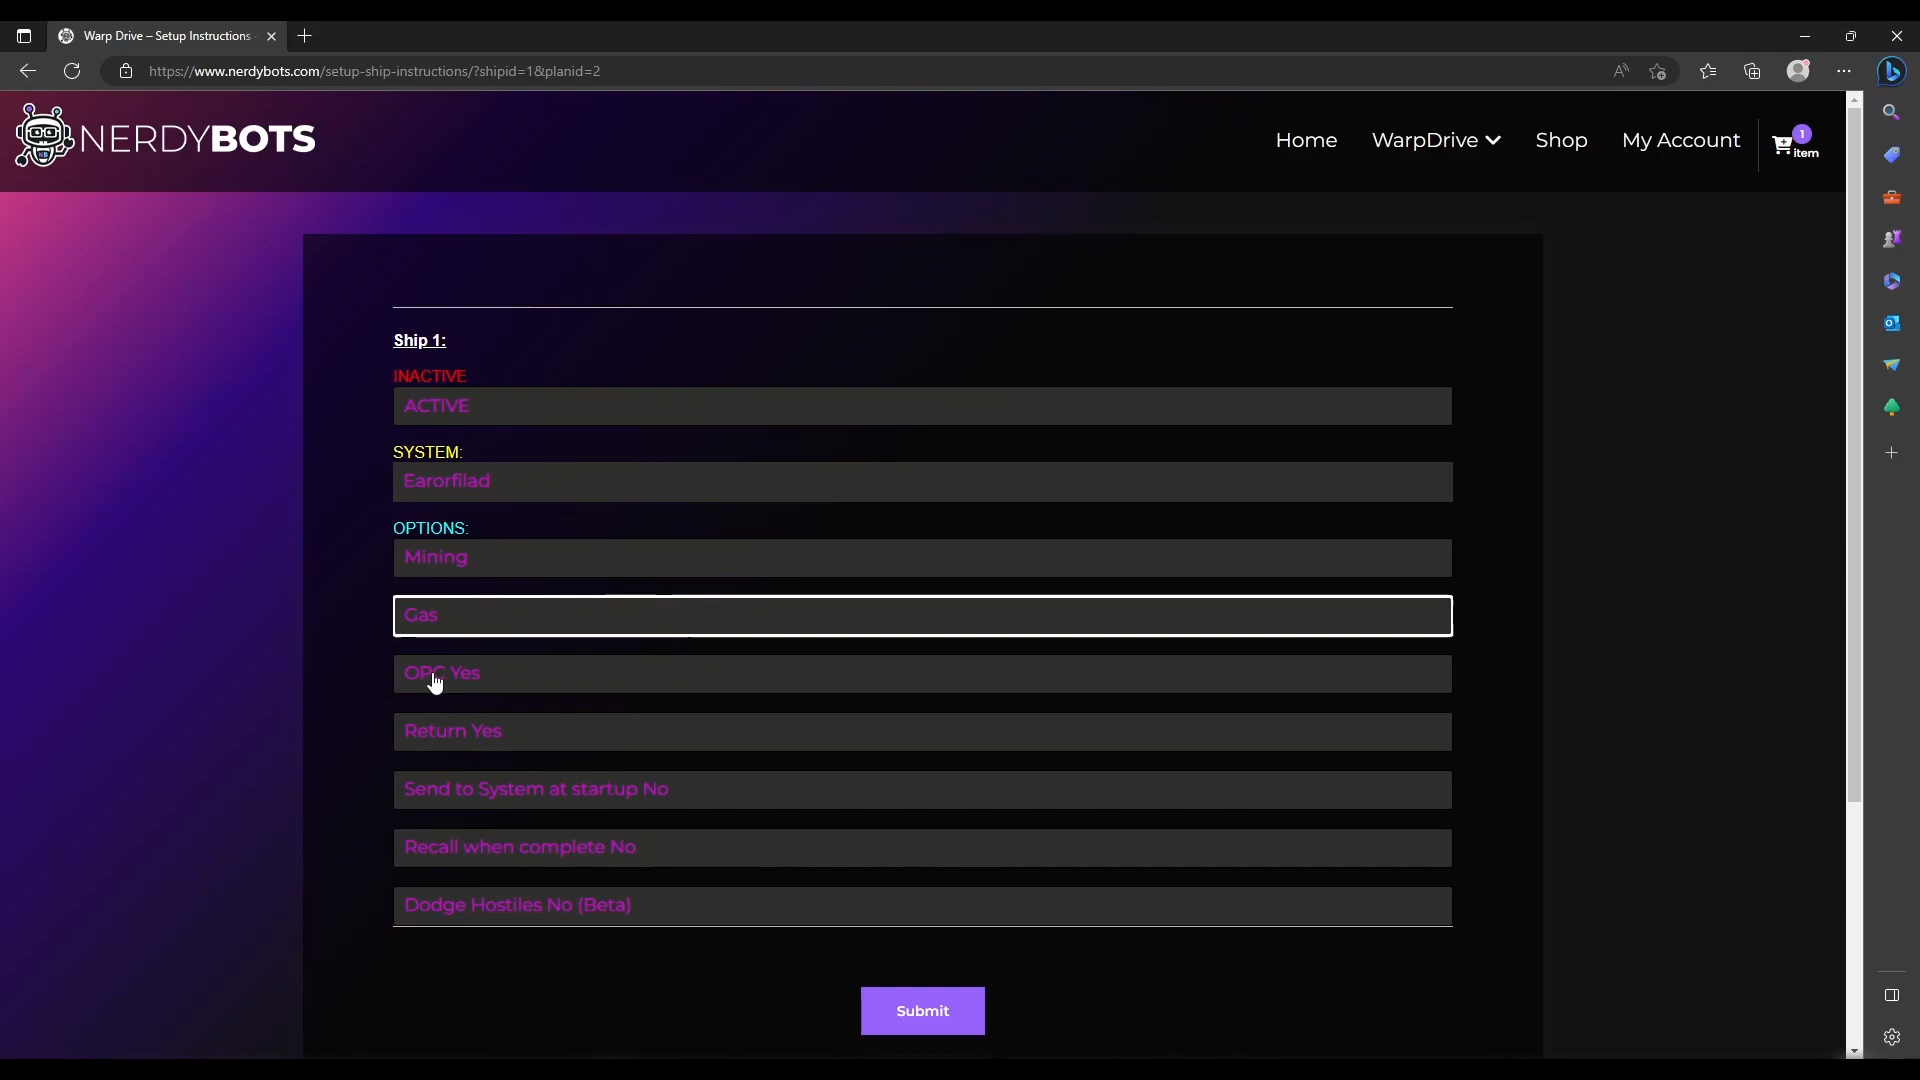 Warp Drive – Setup Instructions
https://www.nerdybots.com/setup-ship-instructions/?shipid=1&planid=2
NERDYBOTS
Home
WarpDrive
Shop
My Account
1
item
Ship 1:
INACTIVE
ACTIVE
SYSTEM:
Earorfilad
OPTIONS:
Mining
Gas
OPC Yes
Return Yes
Send to System at startup No
Recall when complete No
Dodge Hostiles No (Beta)
Submit